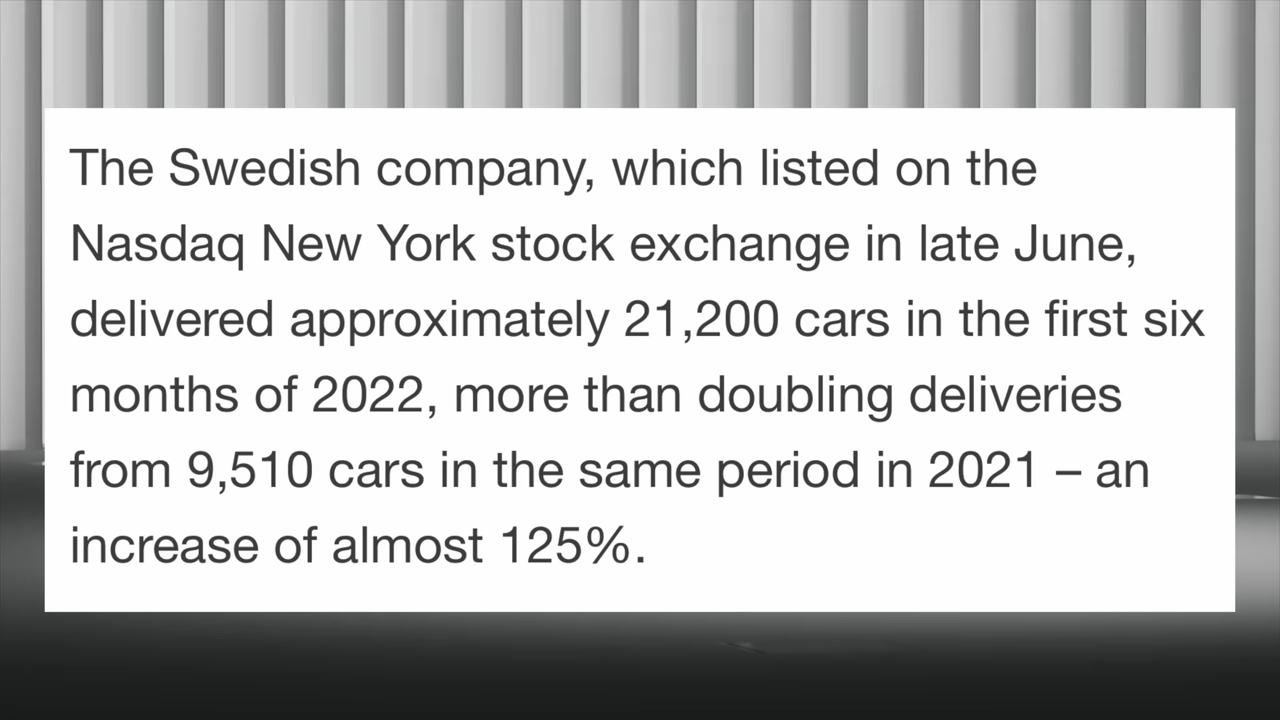 The Swedish company, which listed on the
Nasdaq New York stock exchange in late June,
delivered approximately 21,200 cars in the first six
months of 2022, more than doubling deliveries
from 9,510 cars in the same period in 2021 – an
increase of almost 125%.